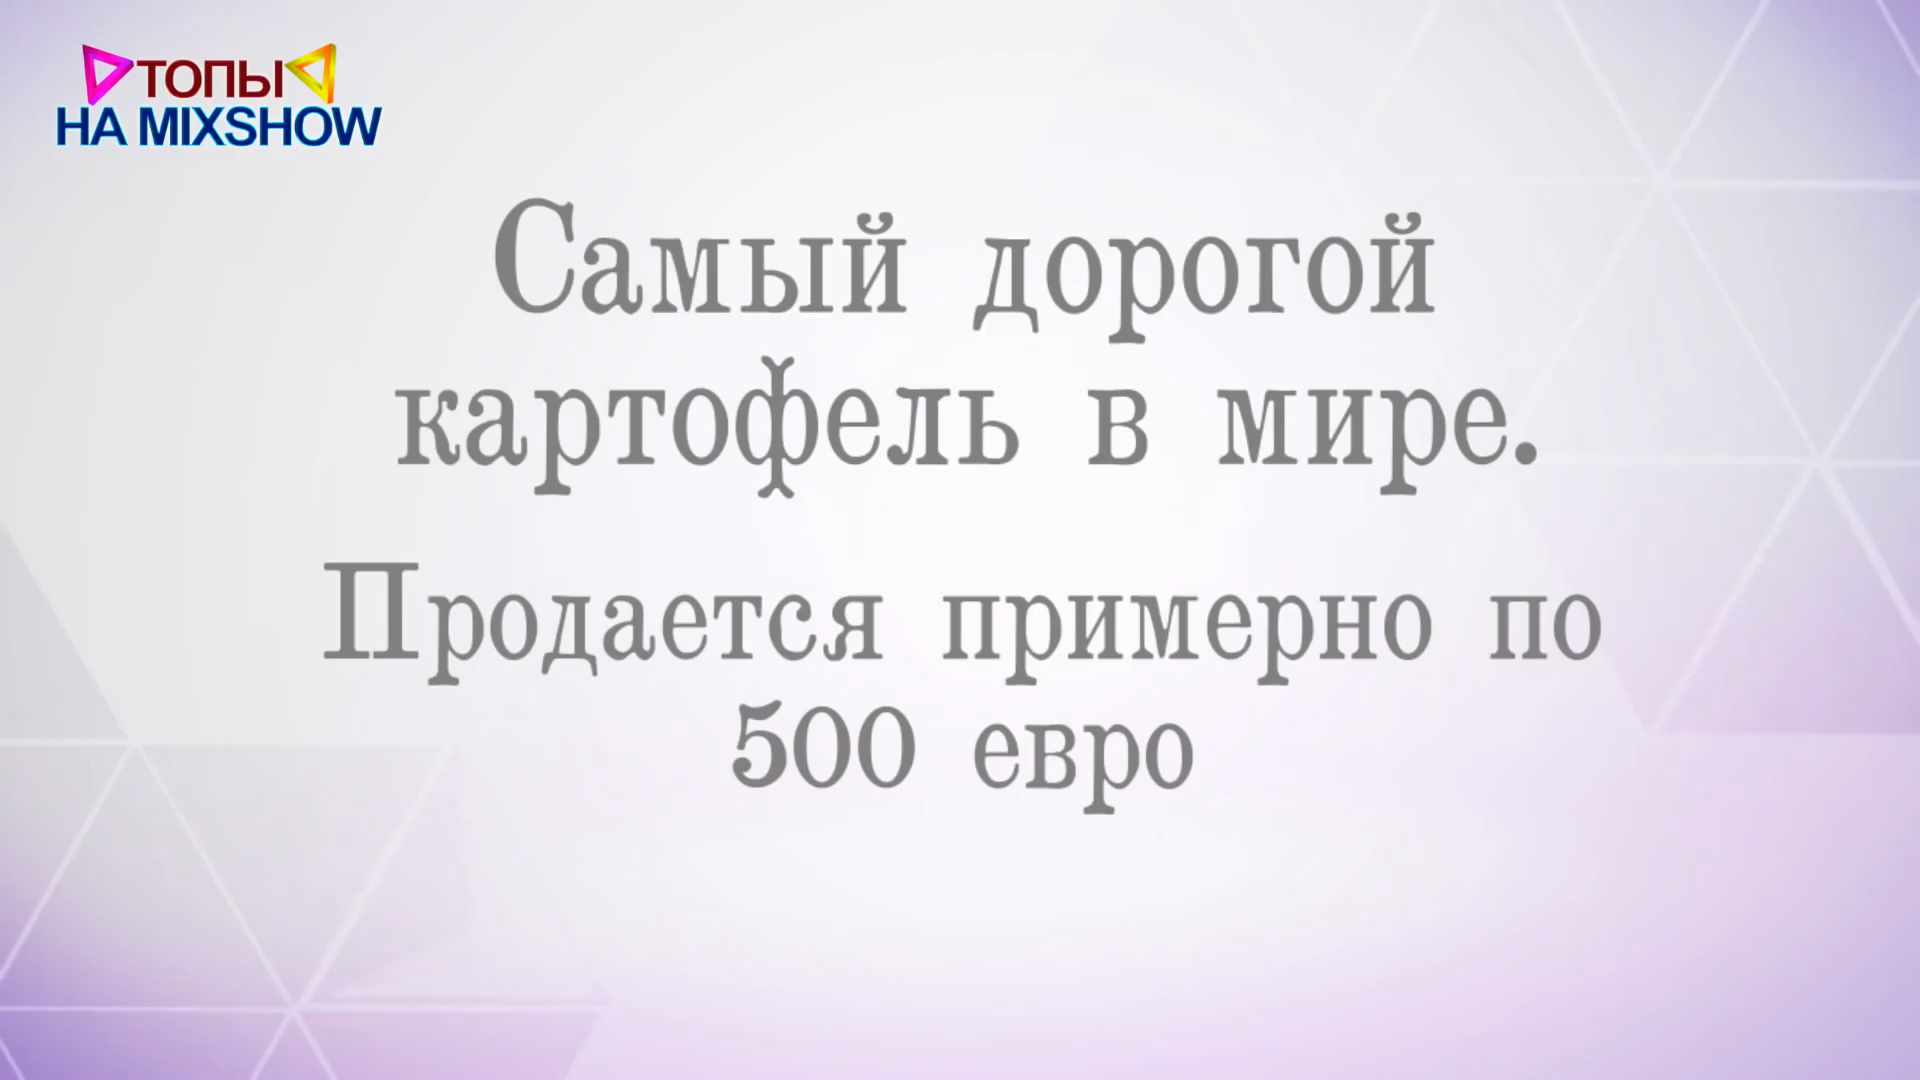 ТОПЫ
НА MIXSHOW
Самый дорогой
картофель в мире.
Продается примерно по
500 евро